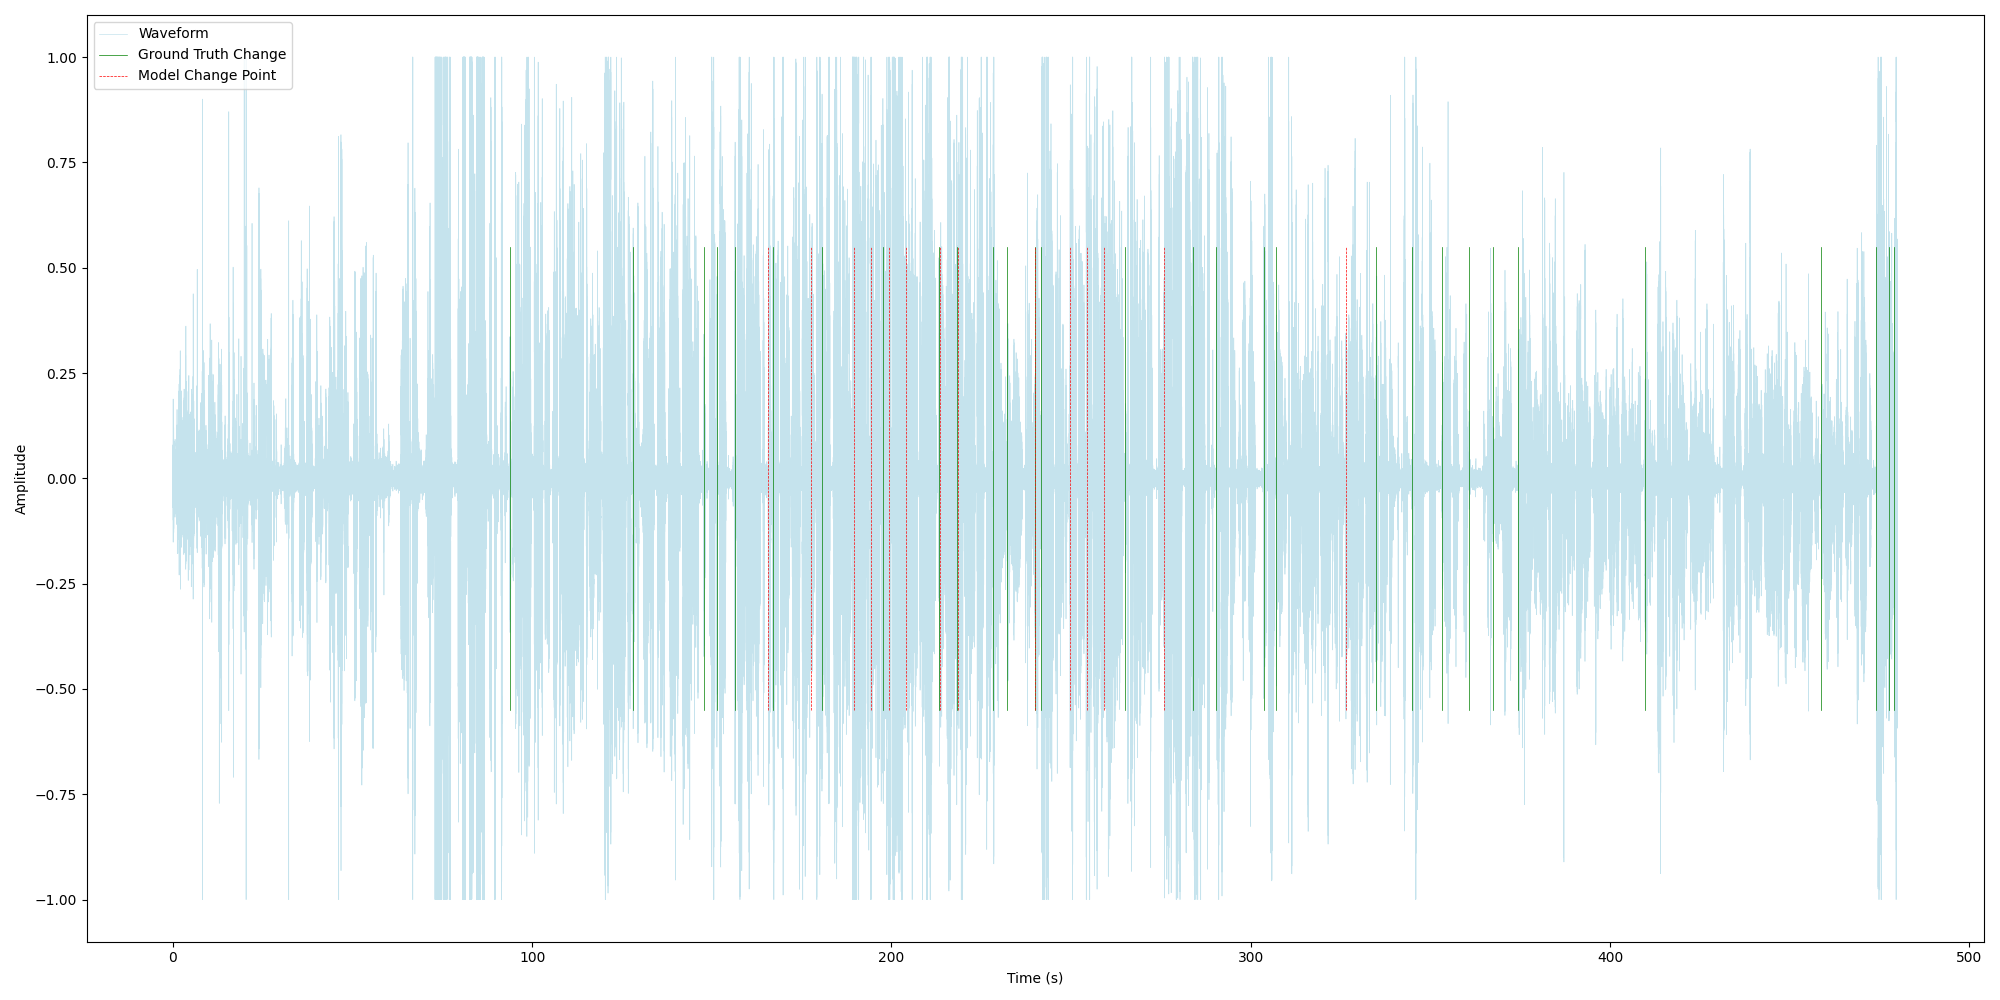 Waveform
Ground Truth Change
Model Change Point
1.00
0.75
0.50
0.25
0.00
−0.25
−0.50
−0.75
−1.00
Amplitude
0 100 200 300 400 500
Time (s)